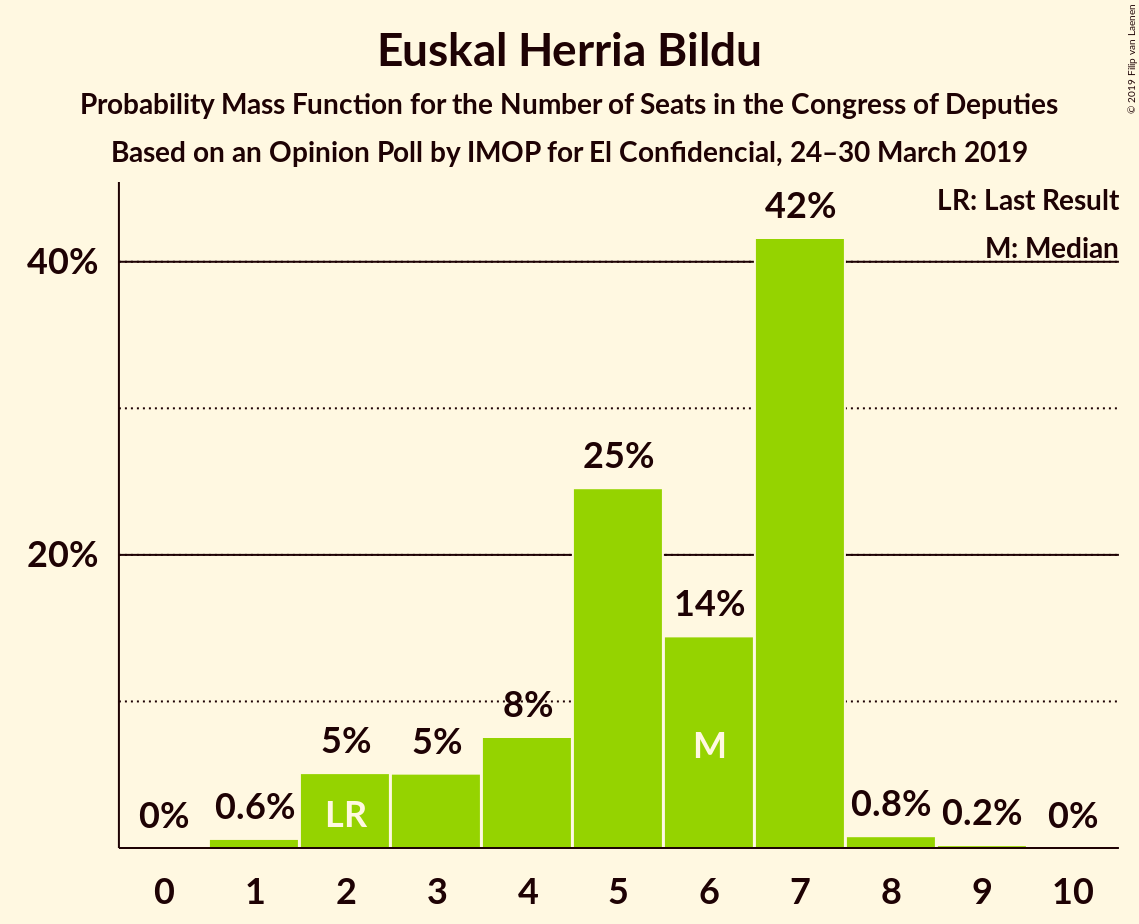 Euskal Herria Bildu
Probability Mass Function for the Number of Seats in the Congress of Deputies
Based on an Opinion Poll by IMOP for El Confidencial, 24–30 March 2019
© 2019 Filip van Laenen
LR: Last Result
M: Median
40%
20%
0%
0.6%
5%
5%
8%
25%
14%
42%
0.8%
0.2%
0%
LR
M
0 1 2 3 4 5 6 7 8 9 10